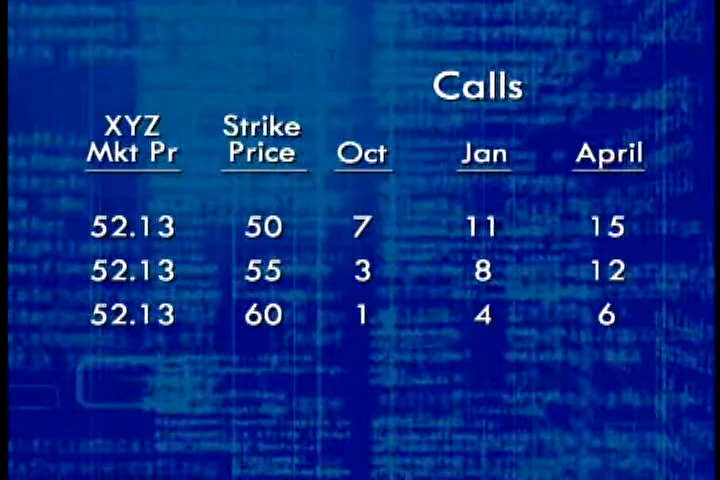 Calls
XYZ Strike
Mkt Pr Price Oct Jan April
52.13 50 7 11 15
52.13 55 3 8 12
52.13 60 1 4 6